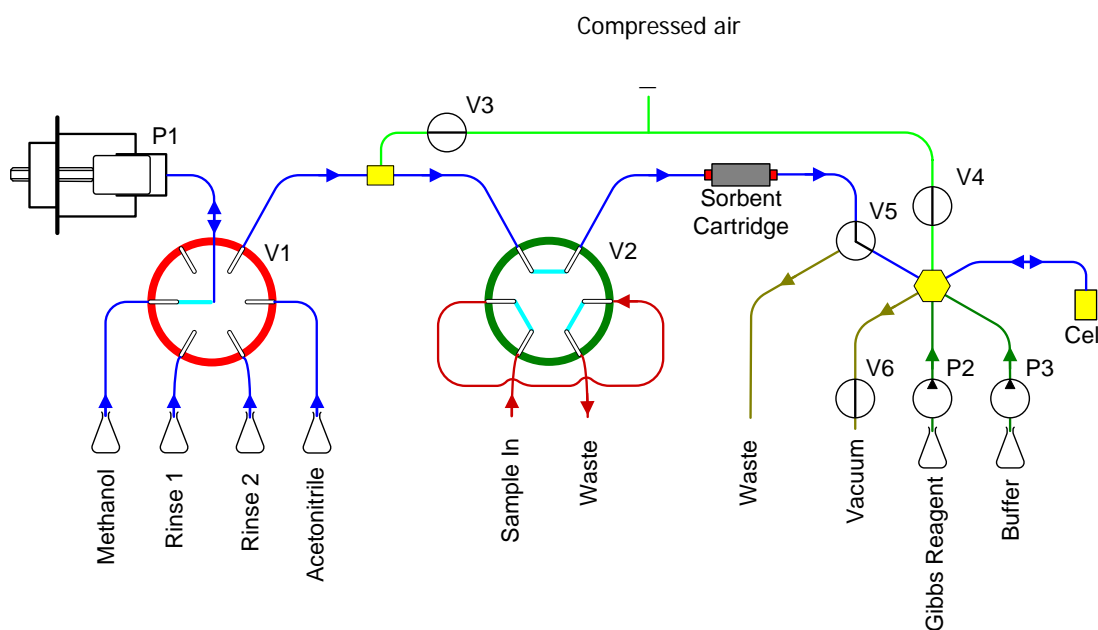 Compressed air
V3
P1
V4
Sorbent
Cartridge
V5
V1
V2
Cel
V6
P2
P3
Methanol
Rinse 1
Rinse 2
Acetonitrile
Sample In
Waste
Waste
Vacuum
Gibbs Reagent
Buffer